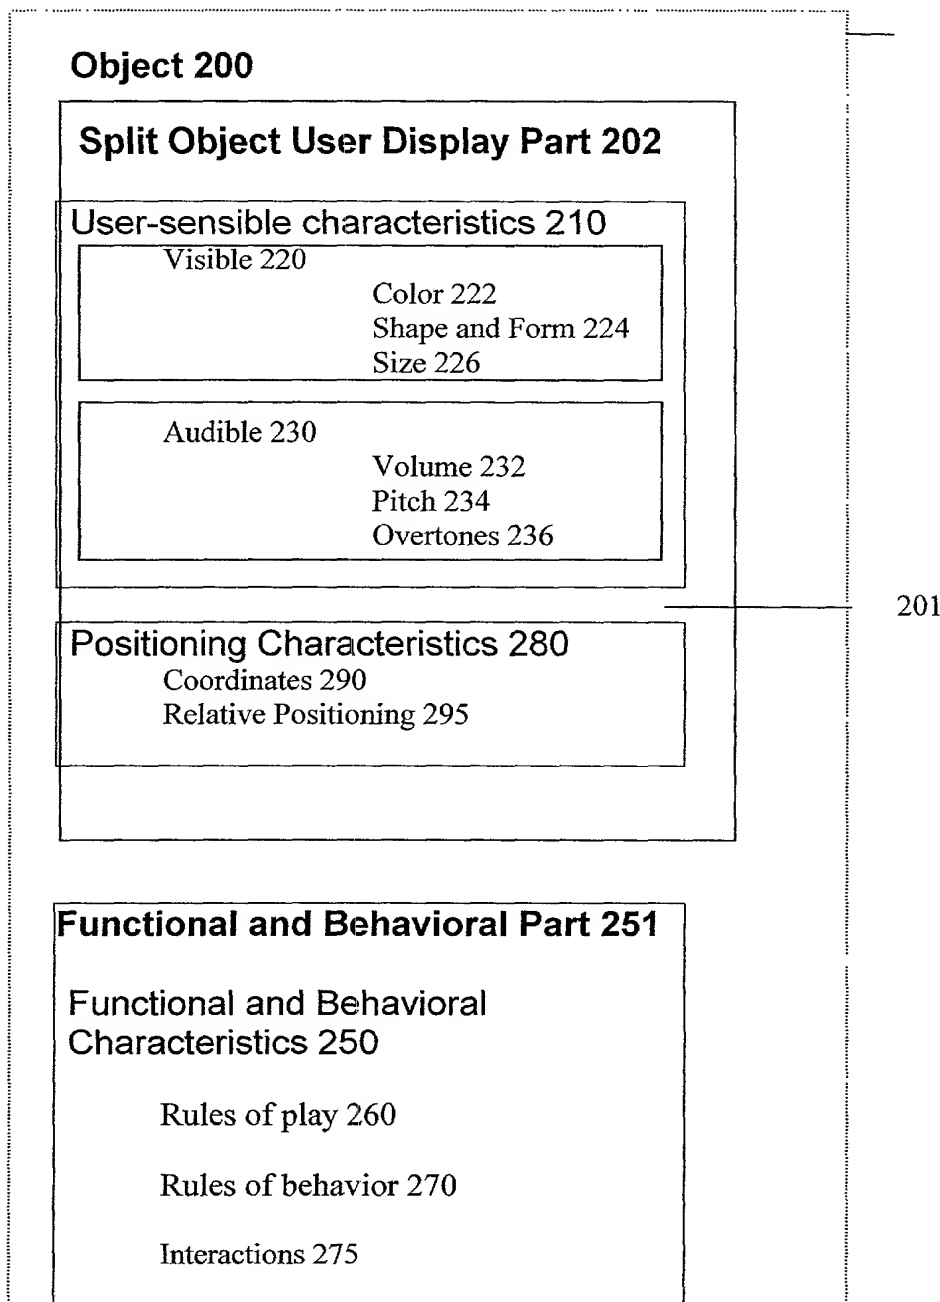 Object 200
Split Object User Display Part 202
User-sensible characteristics 210
Visible 220
Color 222
Shape and Form 224
Size 226
Audible 230
Volume 232
Pitch 234
Overtones 236
201
Positioning Characteristics 280
Coordinates 290
Relative Positioning 295
Functional and Behavioral Part 251
Functional and Behavioral
Characteristics 250
Rules of play 260
Rules of behavior 270
Interactions 275